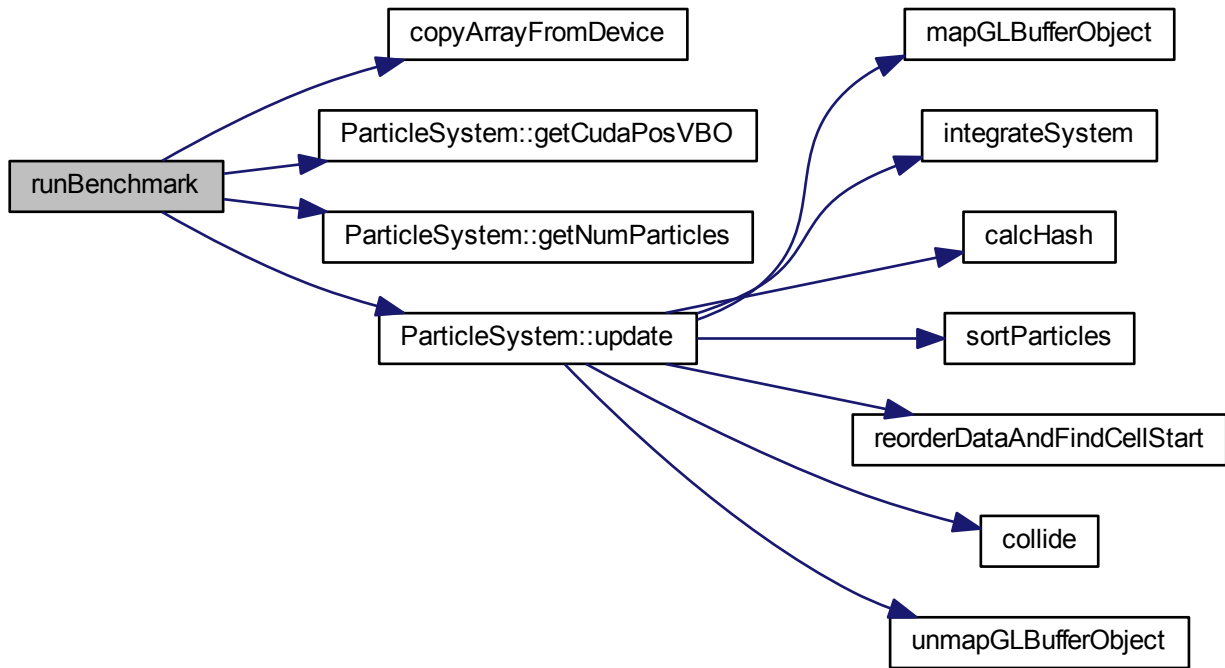 runBenchmark
copyArrayFromDevice
ParticleSystem::getCudaPosVBO
ParticleSystem::getNumParticles
ParticleSystem::update
mapGLBufferObject
integrateSystem
calcHash
sortParticles
reorderDataAndFindCellStart
collide
unmapGLBufferObject